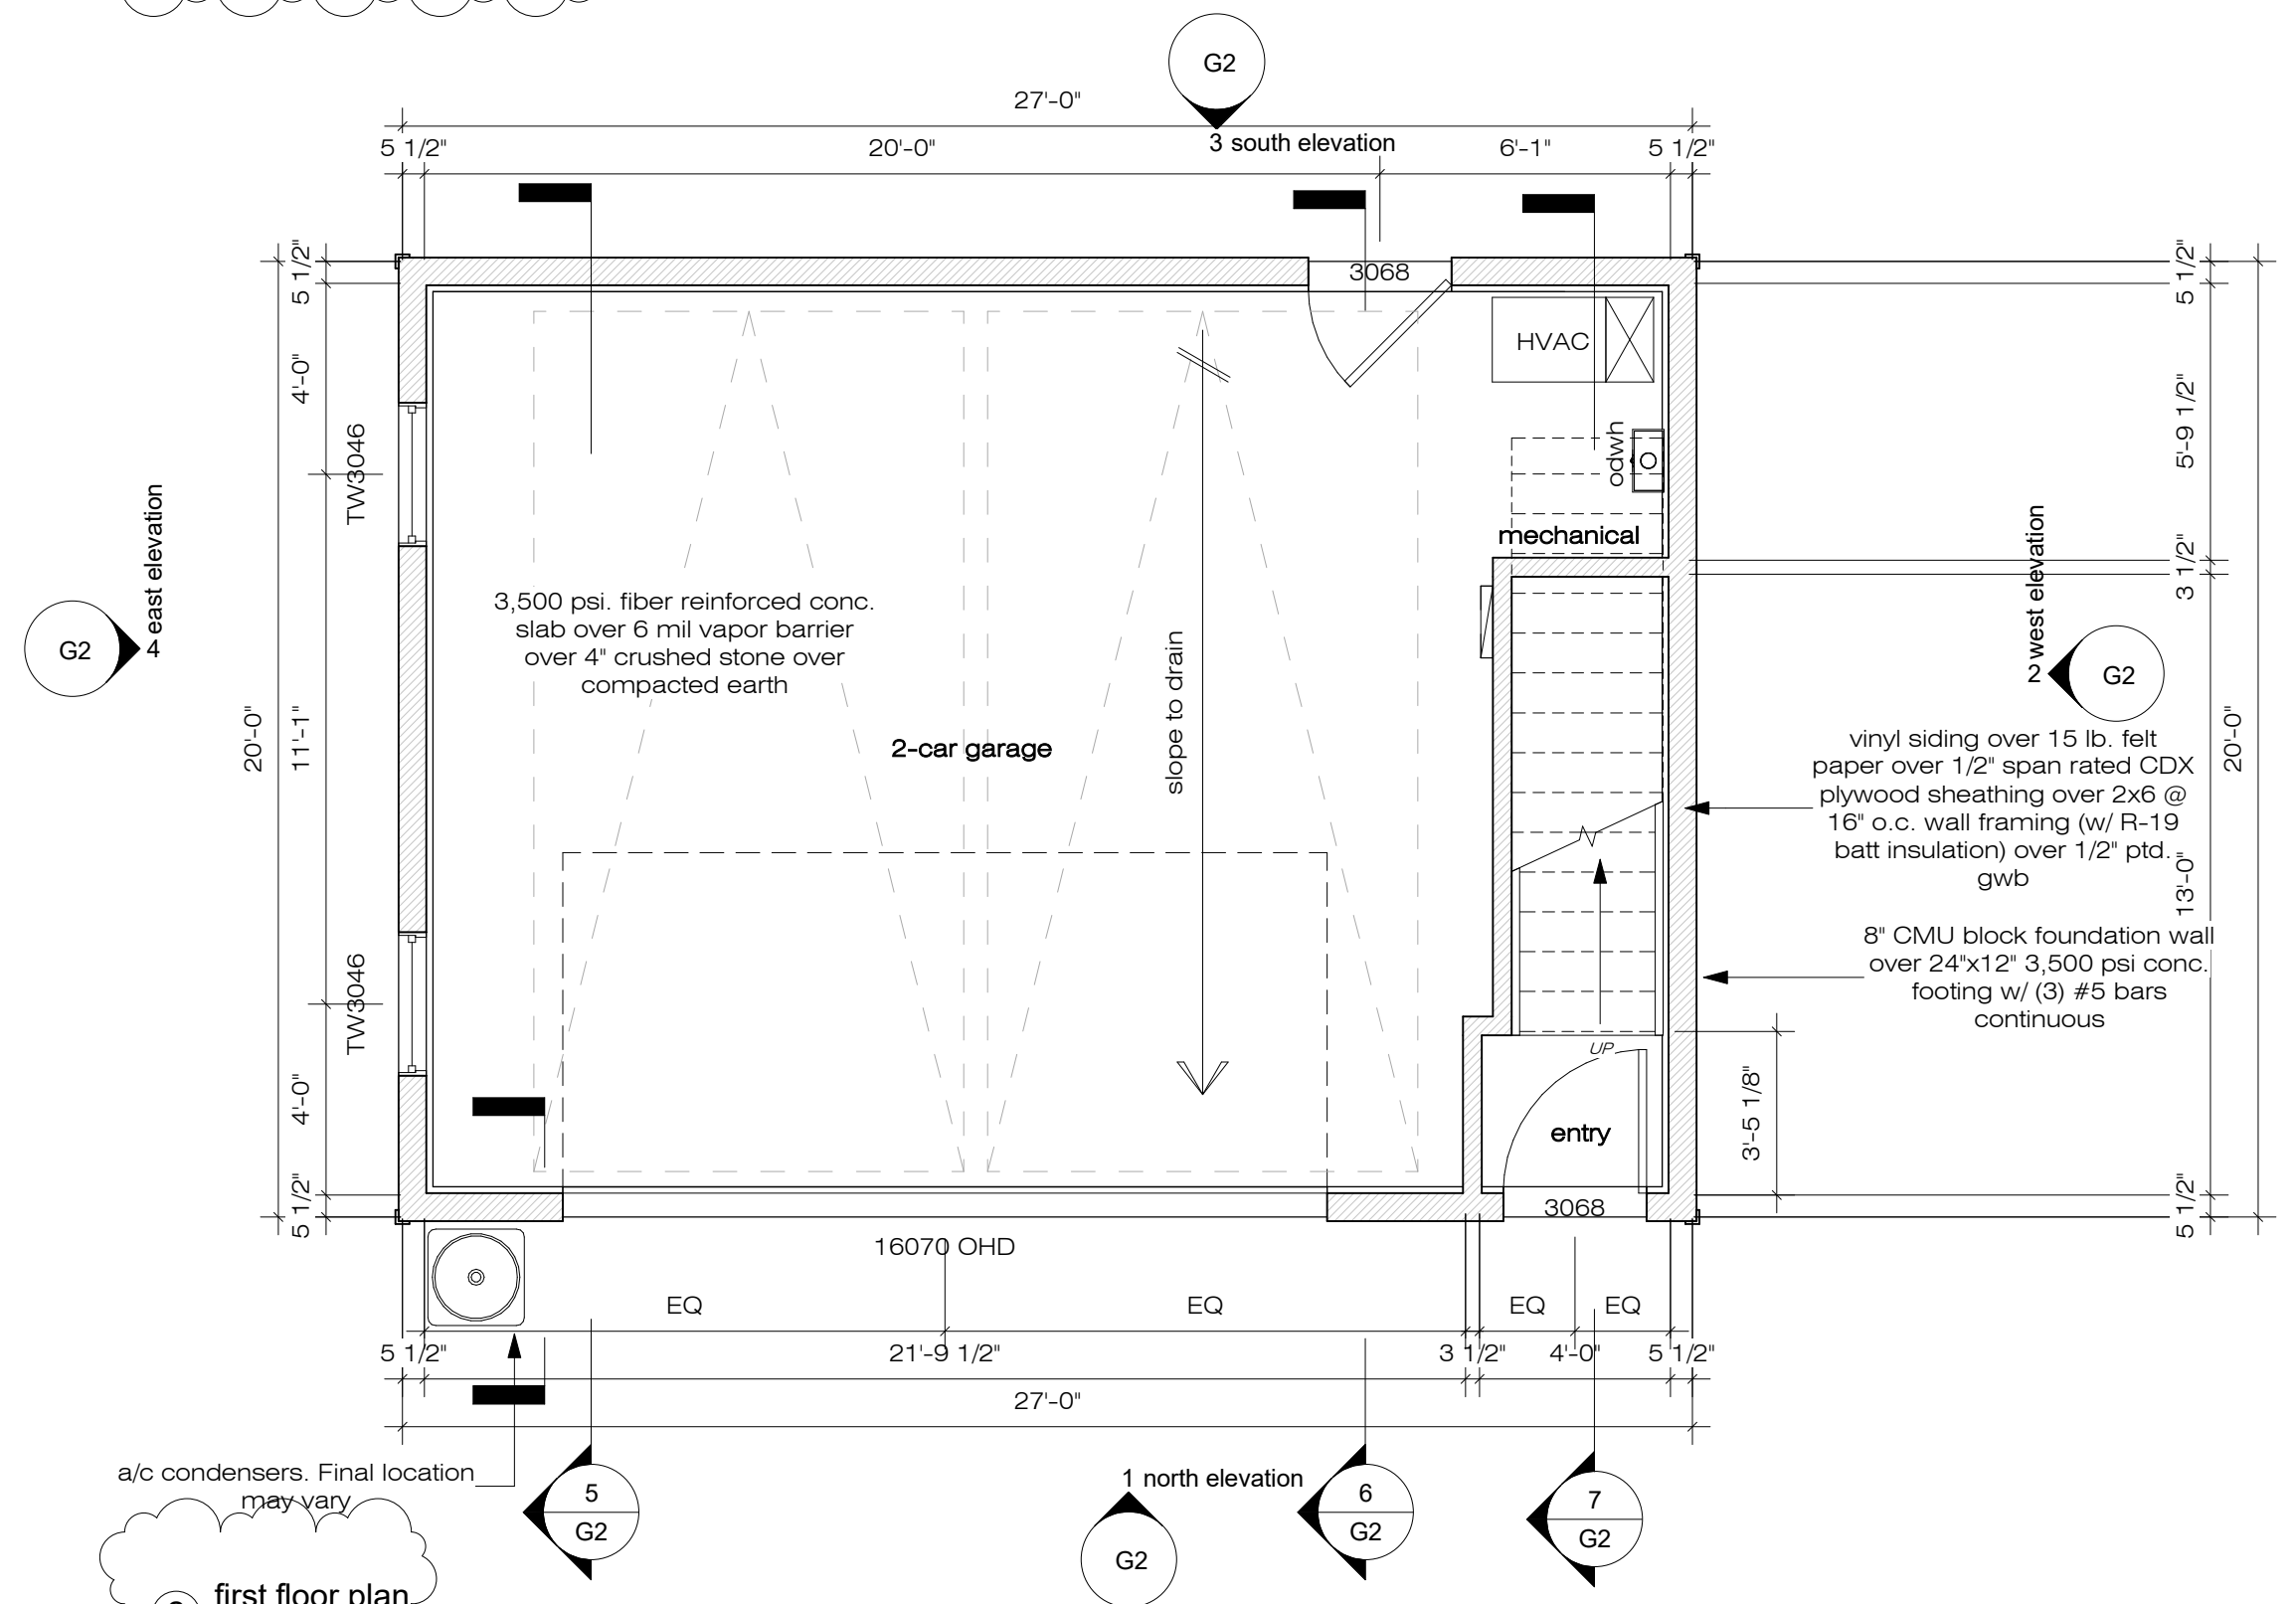 G2
27'-0"
3 south elevation
5 1/2"
20'-0"
6'-1"
5 1/2"
3068
HVAC
odwh
mechanical
5 1/2"
4'-0"
TW3046
11'-1"
20'-0"
TW3046
4'-0"
5 1/2"
4 east elevation
G2
3,500 psi. fiber reinforced conc.
slab over 6 mil vapor barrier
over 4" crushed stone over
compacted earth
2-car garage
slope to drain
UP
entry
3068
3'-5 1/8"
5 1/2"
5'-9 1/2"
3 1/2"
13'-0"
20'-0"
5 1/2"
2 west elevation
G2
vinyl siding over 15 lb. felt
paper over 1/2" span rated CDX
plywood sheathing over 2x6 @
16" o.c. wall framing (w/ R-19
batt insulation) over 1/2" ptd.
gwb
8" CMU block foundation wall
over 24"x12" 3,500 psi conc.
footing w/ (3) #5 bars
continuous
16070 OHD
EQ
EQ
EQ
EQ
5 1/2"
21'-9 1/2"
3 1/2"
4'-0"
5 1/2"
27'-0"
a/c condensers. Final location
may vary
5
G2
1 north elevation
G2
6
G2
7
G2
first floor plan